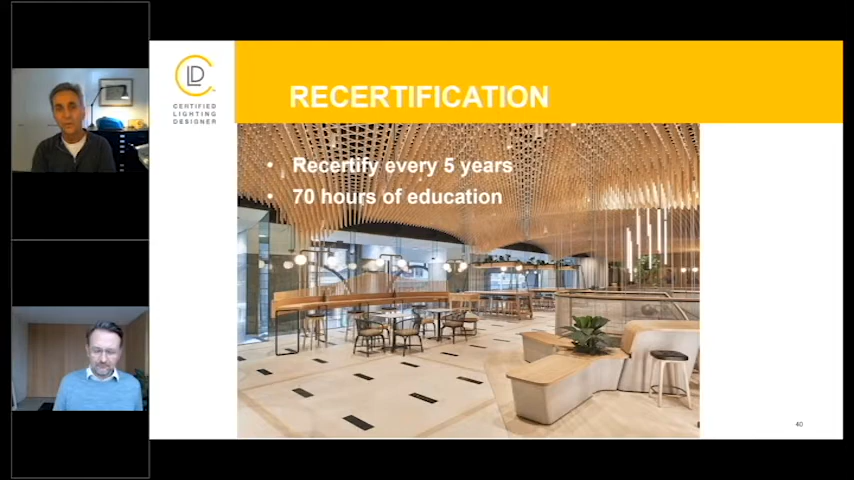 CLD
CERTIFIED
LIGHTING
DESIGNER
RECERTIFICATION
• Recertify every 5 years
• 70 hours of education
40